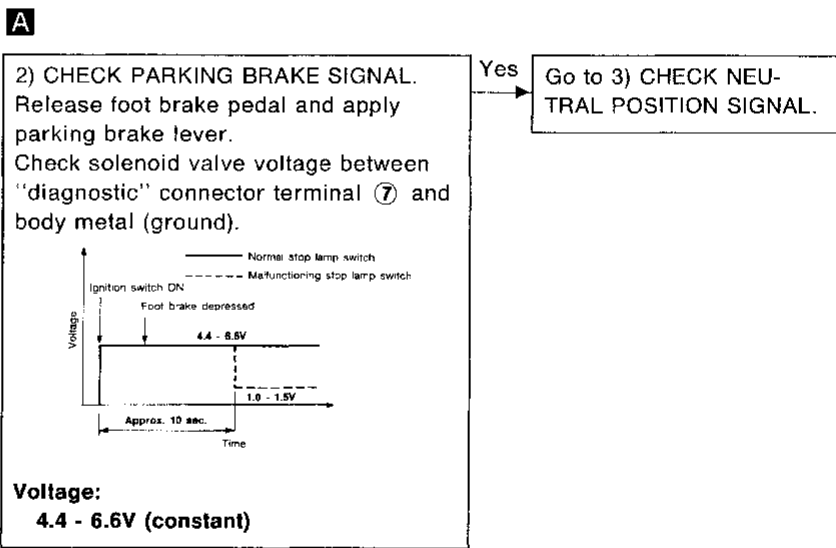 A
2) CHECK PARKING BRAKE SIGNAL.
Release foot brake pedal and apply
parking brake lever.
Check solenoid valve voltage between
"diagnostic" connector terminal ⑦ and
body metal (ground).
Normal stop lamp switch
Malfunctioning stop lamp switch
Ignition switch ON
Foot brake depressed
Voltage
4.4 - 6.6V
1.0 - 1.5V
Approx. 10 sec.
Time
Voltage:
4.4 - 6.6V (constant)
Yes
Go to 3) CHECK NEU-
TRAL POSITION SIGNAL.